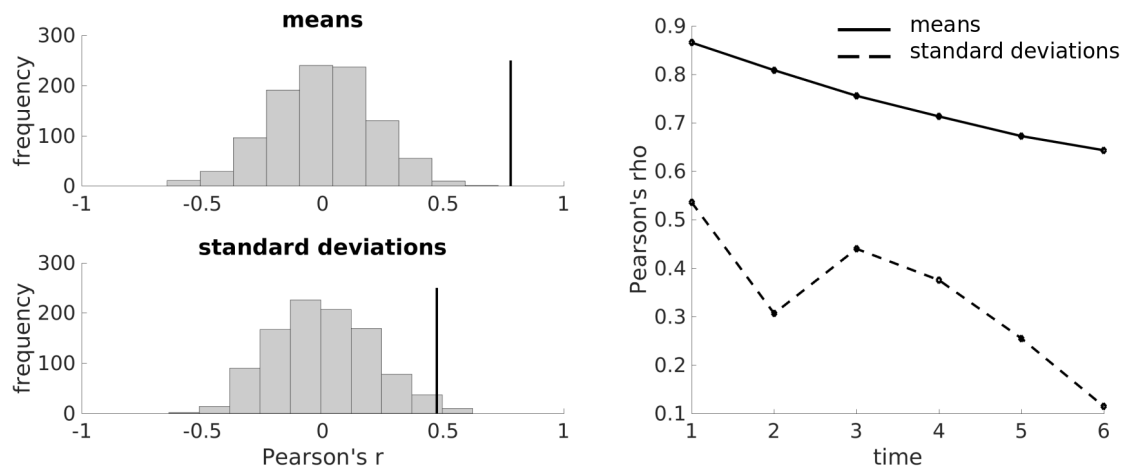 means
300
200
100
0
frequency
-1 -0.5 0 0.5 1
standard deviations
300
200
100
0
frequency
-1 -0.5 0 0.5 1
Pearson's r
means
standard deviations
0.9
0.8
0.7
0.6
0.5
0.4
0.3
0.2
0.1
Pearson's rho
1 2 3 4 5 6
time